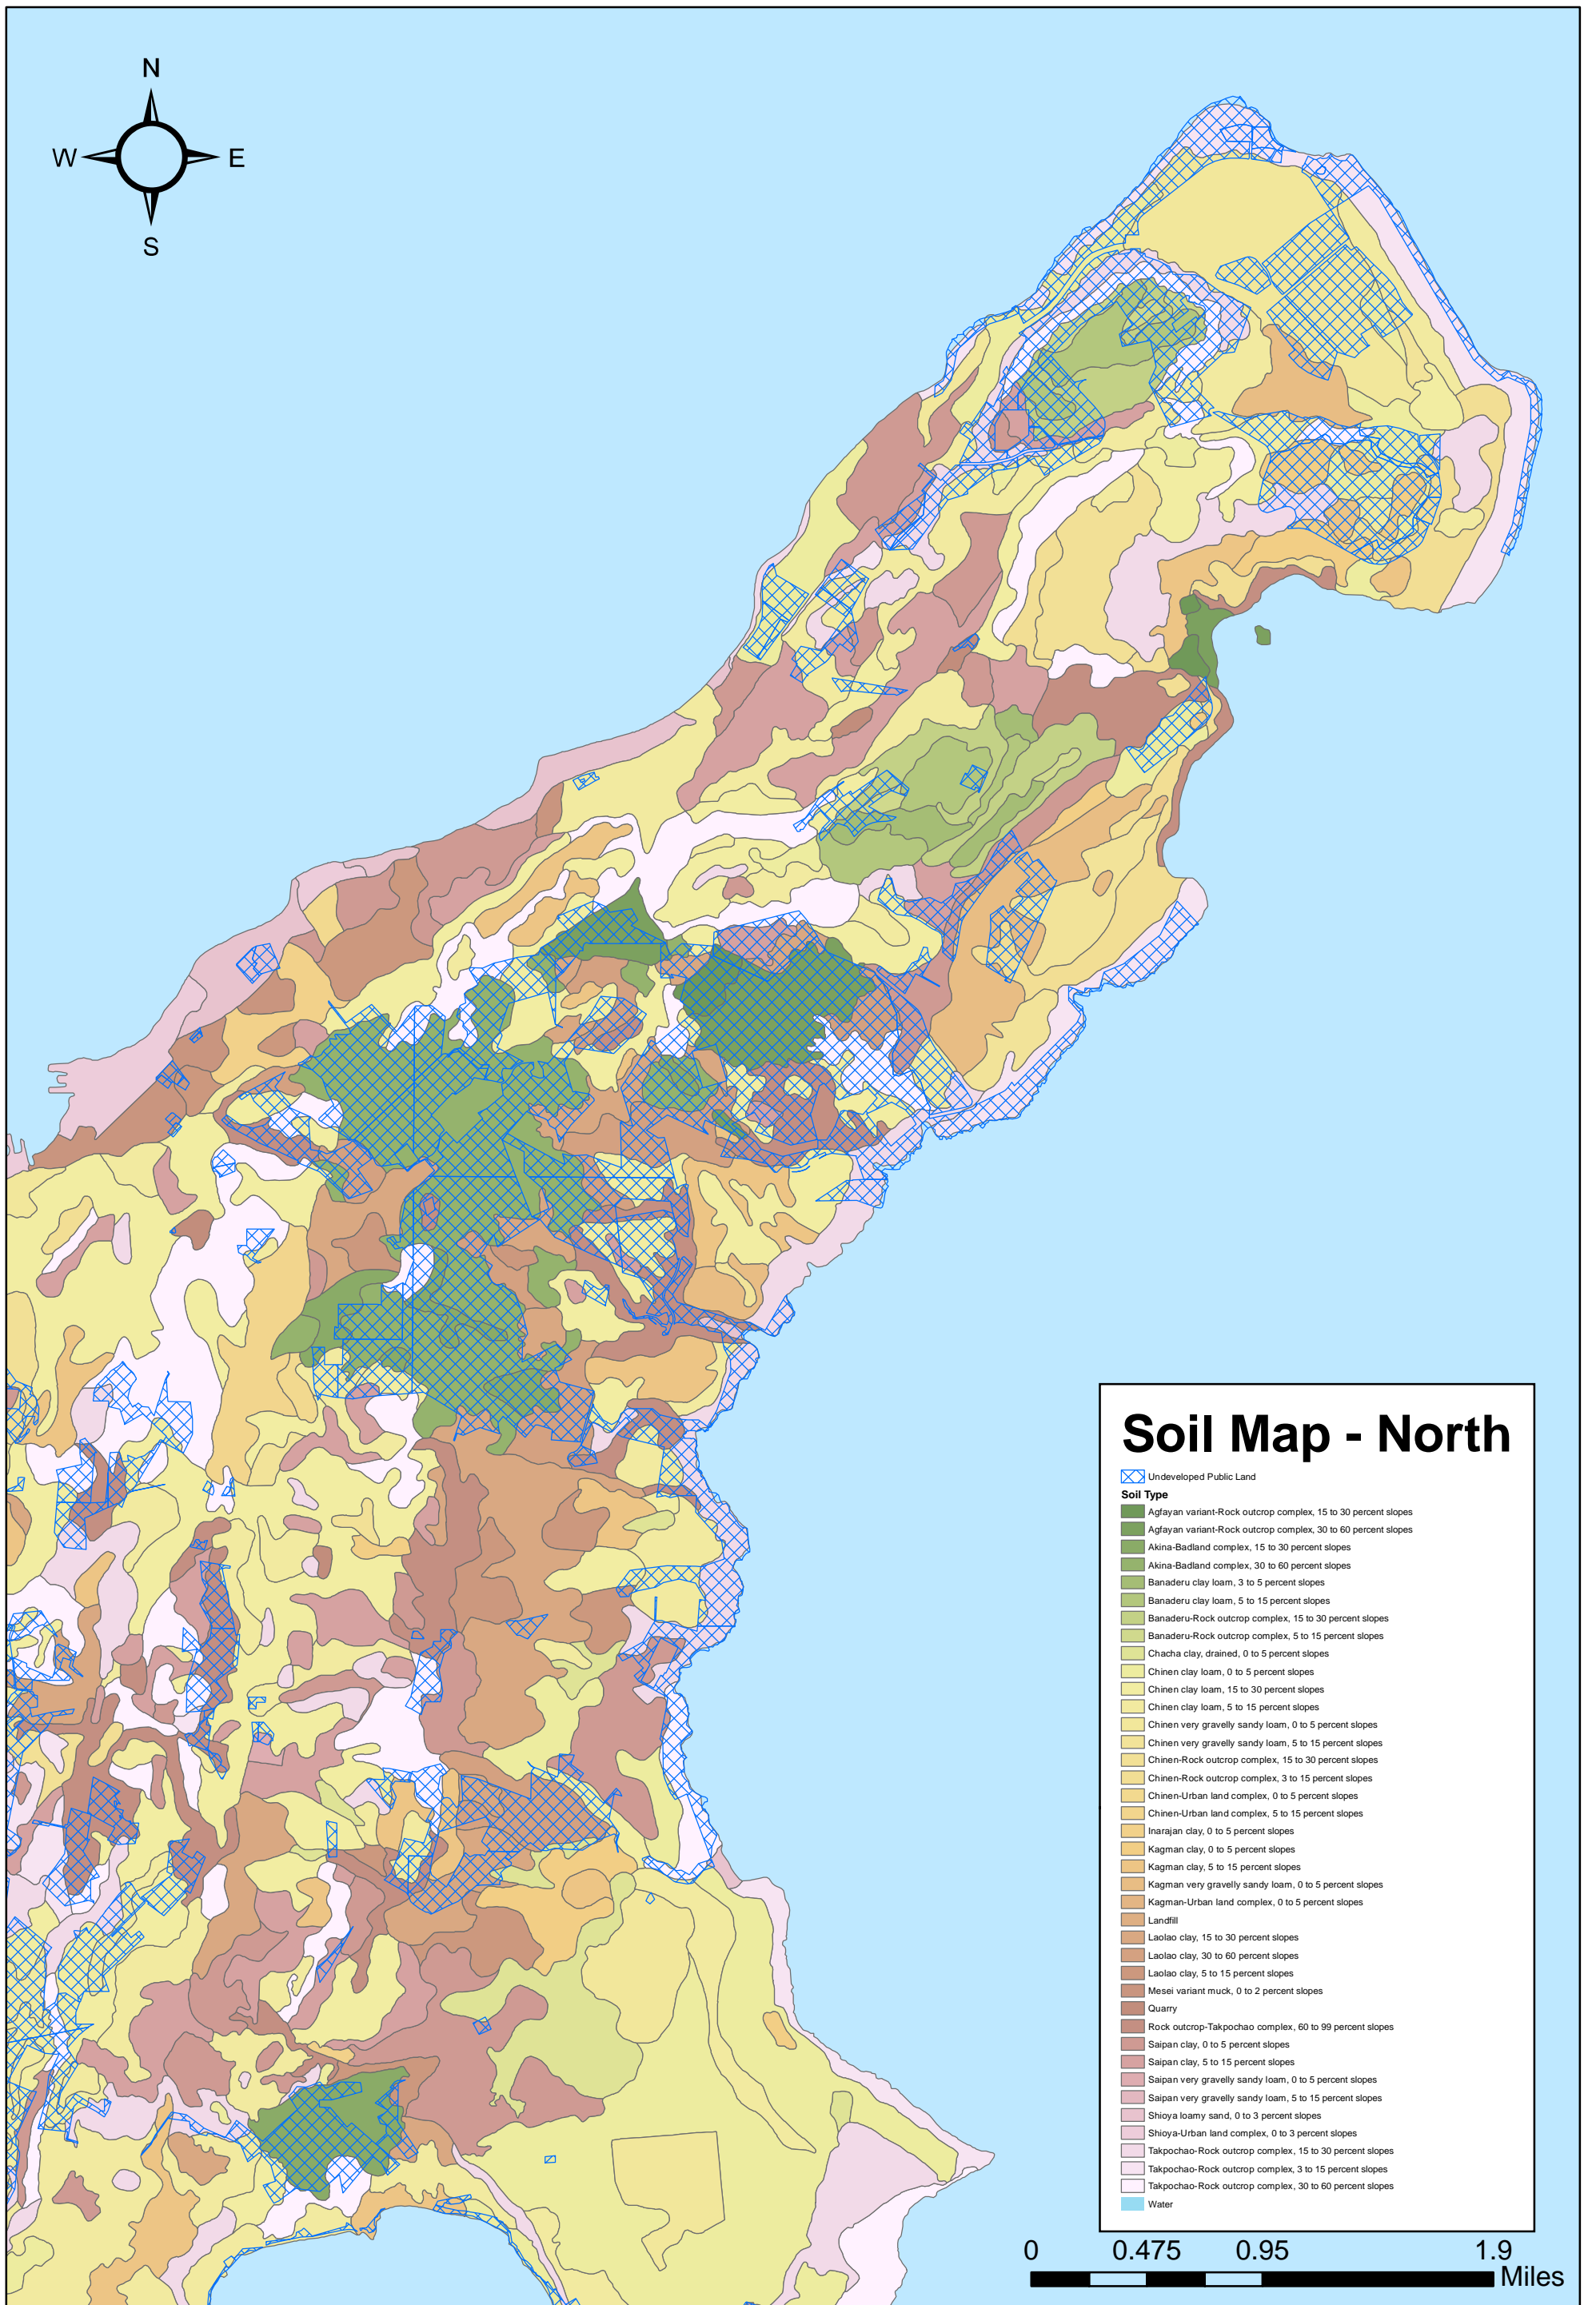 N
W E
S
Soil Map - North
Undeveloped Public Land
Soil Type
Agfayan variant-Rock outcrop complex, 15 to 30 percent slopes
Agfayan variant-Rock outcrop complex, 30 to 60 percent slopes
Akina-Badland complex, 15 to 30 percent slopes
Akina-Badland complex, 30 to 60 percent slopes
Banaderu clay loam, 3 to 5 percent slopes
Banaderu clay loam, 5 to 15 percent slopes
Banaderu-Rock outcrop complex, 15 to 30 percent slopes
Banaderu-Rock outcrop complex, 5 to 15 percent slopes
Chacha clay, drained, 0 to 5 percent slopes
Chinen clay loam, 0 to 5 percent slopes
Chinen clay loam, 15 to 30 percent slopes
Chinen clay loam, 5 to 15 percent slopes
Chinen very gravelly sandy loam, 0 to 5 percent slopes
Chinen very gravelly sandy loam, 5 to 15 percent slopes
Chinen-Rock outcrop complex, 15 to 30 percent slopes
Chinen-Rock outcrop complex, 3 to 15 percent slopes
Chinen-Urban land complex, 0 to 5 percent slopes
Chinen-Urban land complex, 5 to 15 percent slopes
Inarajan clay, 0 to 5 percent slopes
Kagman clay, 0 to 5 percent slopes
Kagman clay, 5 to 15 percent slopes
Kagman very gravelly sandy loam, 0 to 5 percent slopes
Kagman-Urban land complex, 0 to 5 percent slopes
Landfill
Laolao clay, 15 to 30 percent slopes
Laolao clay, 30 to 60 percent slopes
Laolao clay, 5 to 15 percent slopes
Mesei variant muck, 0 to 2 percent slopes
Quarry
Rock outcrop-Takpochao complex, 60 to 99 percent slopes
Saipan clay, 0 to 5 percent slopes
Saipan clay, 5 to 15 percent slopes
Saipan very gravelly sandy loam, 0 to 5 percent slopes
Saipan very gravelly sandy loam, 5 to 15 percent slopes
Shioya loamy sand, 0 to 3 percent slopes
Shioya-Urban land complex, 0 to 3 percent slopes
Takpochao-Rock outcrop complex, 15 to 30 percent slopes
Takpochao-Rock outcrop complex, 3 to 15 percent slopes
Takpochao-Rock outcrop complex, 30 to 60 percent slopes
Water
0 0.475 0.95 1.9
Miles